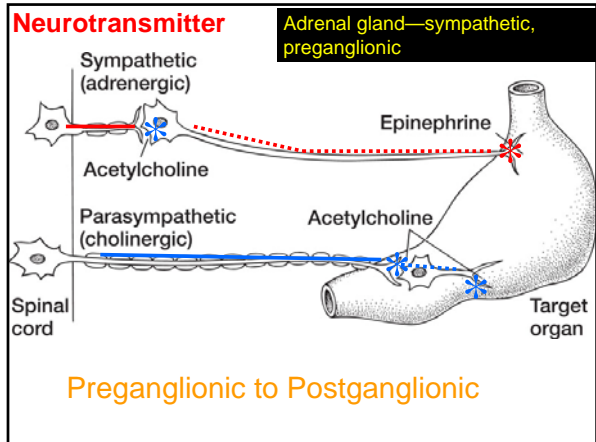 Neurotransmitter
Adrenal gland—sympathetic,
preganglionic
Sympathetic
(adrenergic)
Epinephrine
Acetylcholine
Parasympathetic
(cholinergic)
Acetylcholine
Spinal
cord
Target
organ
Preganglionic to Postganglionic